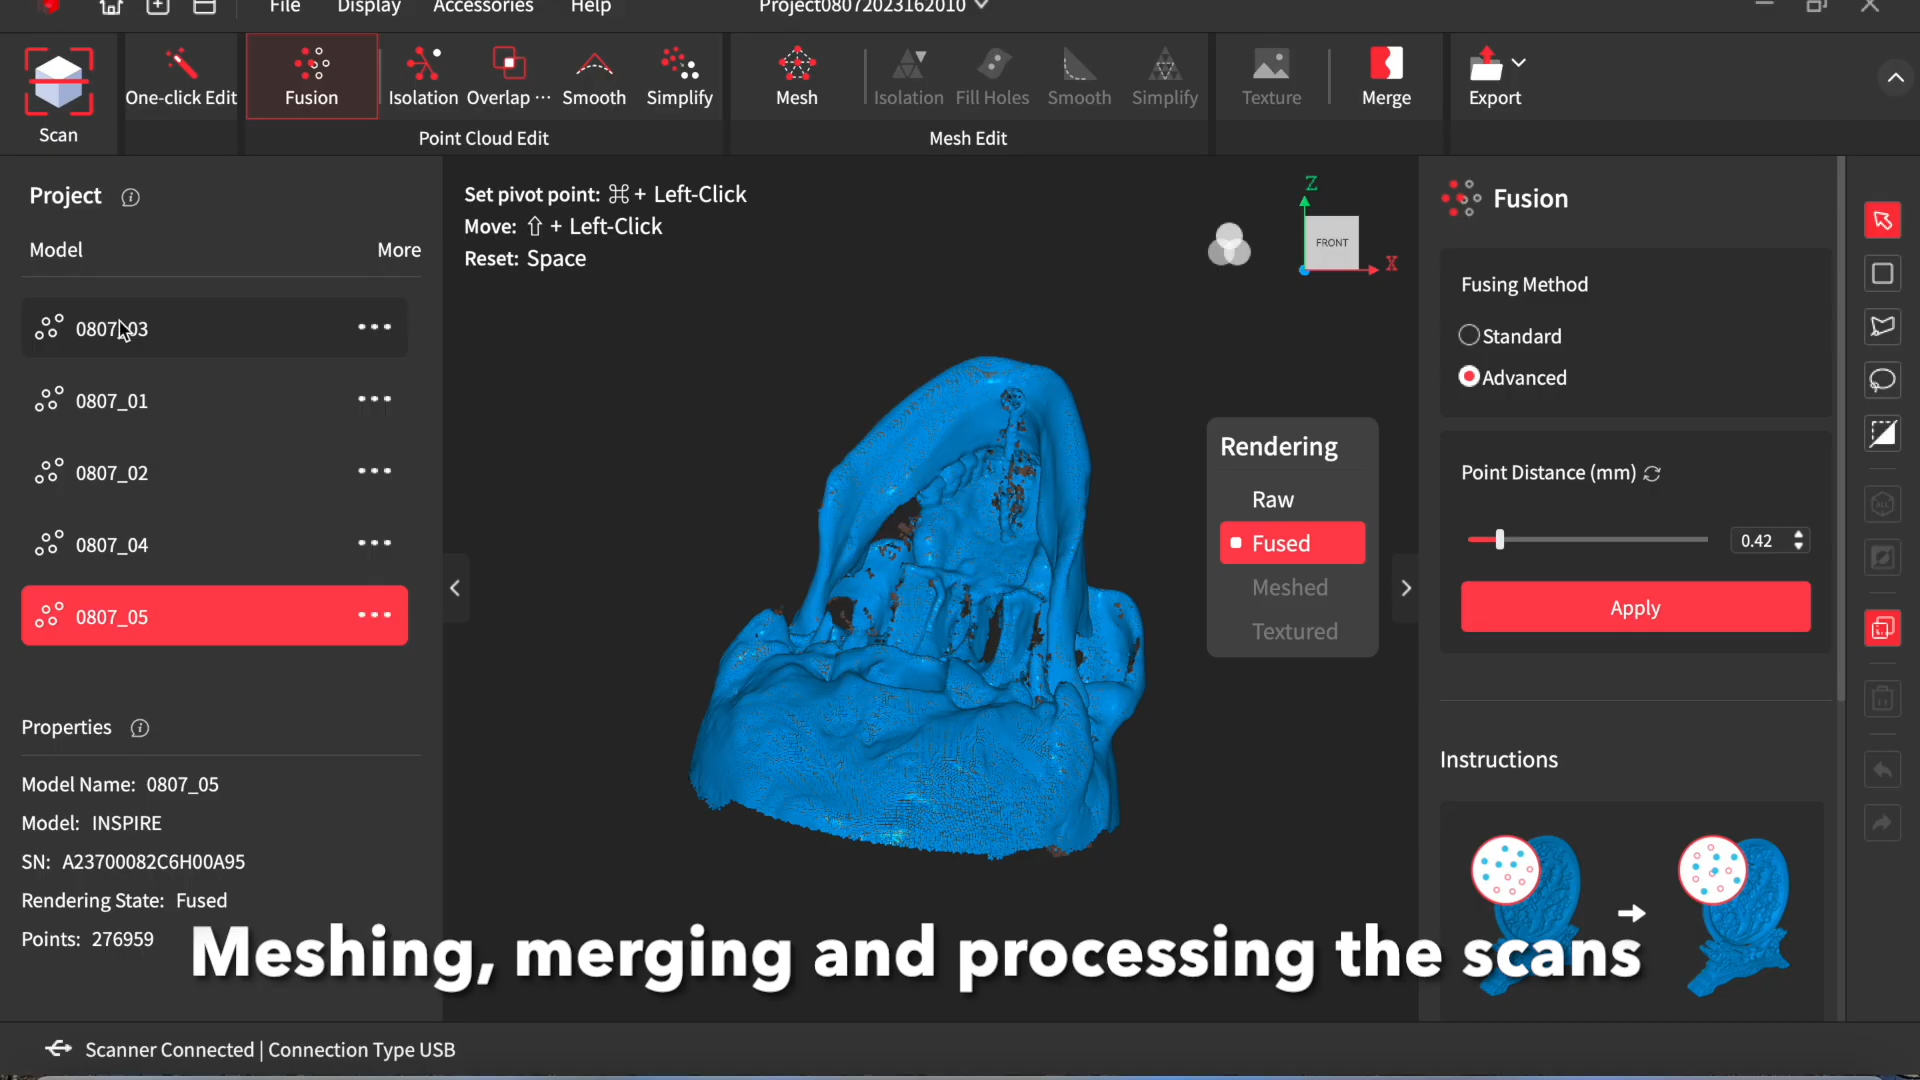 File Display Accessories Help Project08072023162010
Scan
One-click Edit
Fusion
Isolation
Overlap ···
Smooth
Simplify
Point Cloud Edit
Mesh
Isolation
Fill Holes
Smooth
Simplify
Mesh Edit
Texture
Merge
Export
Project
Model More
0807_03
0807_01
0807_02
0807_04
0807_05
Properties
Model Name: 0807_05
Model: INSPIRE
SN: A23700082C6H00A95
Rendering State: Fused
Points: 276959
Set pivot point: ⌘+ Left-Click
Move: ⇧ + Left-Click
Reset: Space
Z
FRONT
X
Rendering
Raw
Fused
Meshed
Textured
Fusion
Fusing Method
Standard
Advanced
Point Distance (mm)
0.42
Apply
Instructions
Meshing, merging and processing the scans
Scanner Connected | Connection Type USB